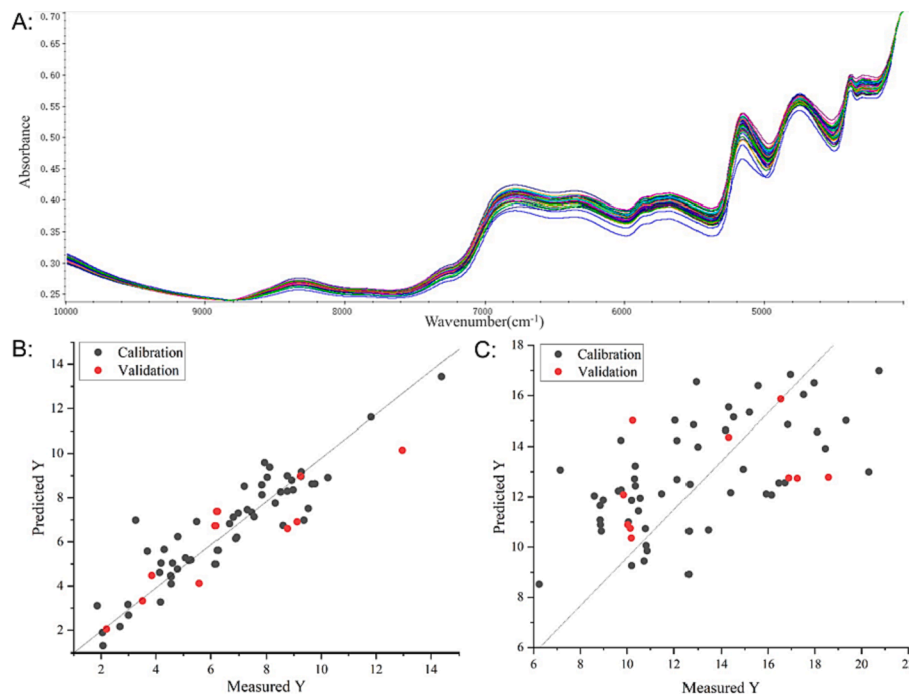 A:
0.70
0.65
0.60
0.55
0.50
0.45
0.40
0.35
0.30
0.25
Absorbance
10000 9000 8000 7000 6000 5000
Wavenumber(cm-1)
B:
Calibration
Validation
14
12
10
8
6
4
2
Predicted Y
2 4 6 8 10 12 14
Measured Y
C:
Calibration
Validation
18
16
14
12
10
8
6
Predicted Y
6 8 10 12 14 16 18 20 22
Measured Y